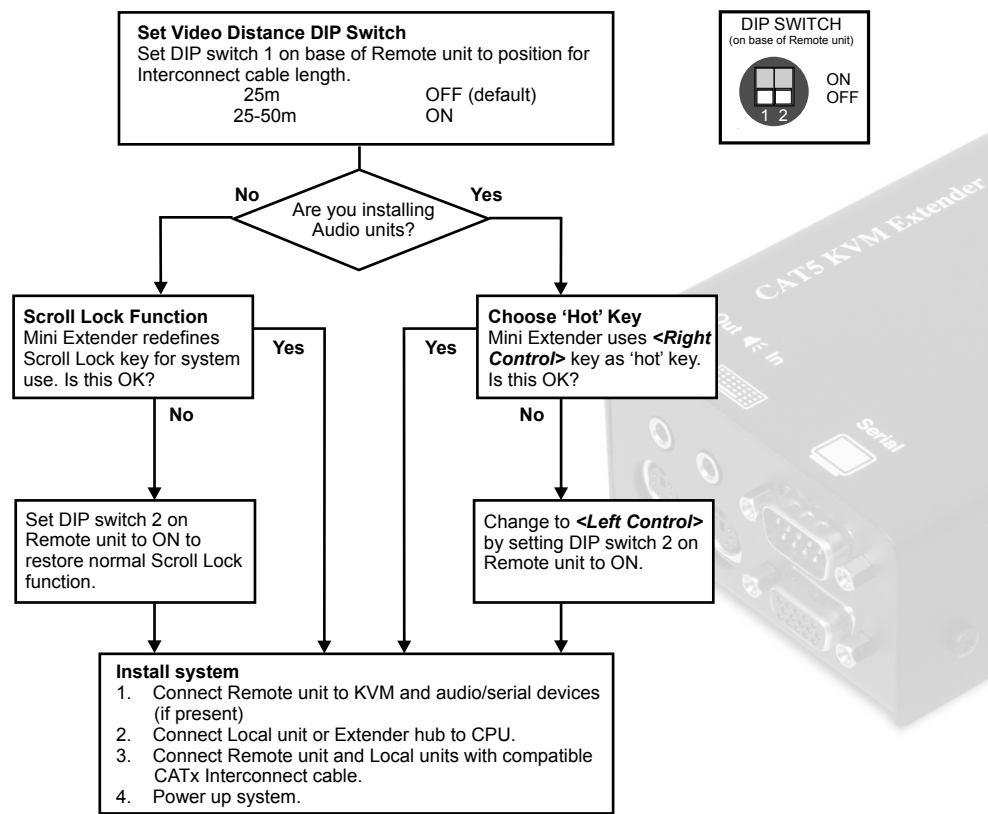 Set Video Distance DIP Switch
Set DIP switch 1 on base of Remote unit to position for
Interconnect cable length.
25m OFF (default)
25-50m ON
DIP SWITCH
(on base of Remote unit)
ON
OFF
1 2
No
Yes
Are you installing
Audio units?
Scroll Lock Function
Mini Extender redefines
Scroll Lock key for system
use. Is this OK?
Yes
No
Set DIP switch 2 on
Remote unit to ON to
restore normal Scroll Lock
function.
Choose ‘Hot’ Key
Mini Extender uses <Right
Control> key as ‘hot’ key.
Is this OK?
Yes
No
Change to <Left Control>
by setting DIP switch 2 on
Remote unit to ON.
Install system
1. Connect Remote unit to KVM and audio/serial devices
(if present)
2. Connect Local unit or Extender hub to CPU.
3. Connect Remote unit and Local units with compatible
CATx Interconnect cable.
4. Power up system.
CAT5 KVM Extender
Out In
Serial